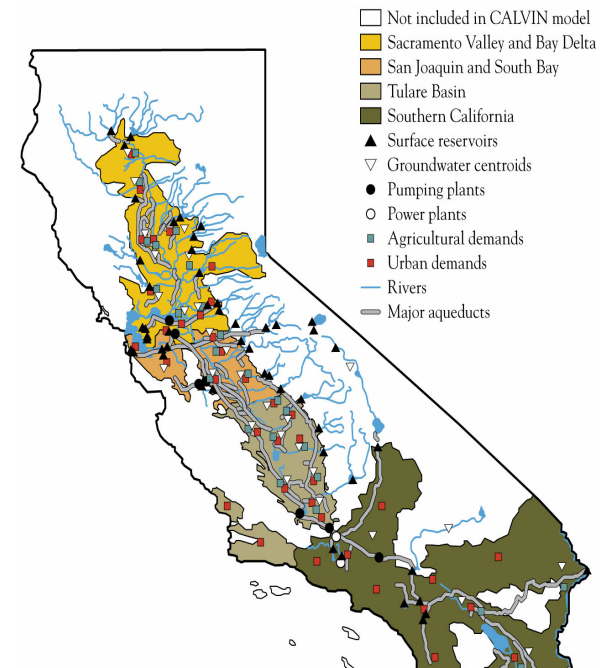 Not included in CALVIN model
Sacramento Valley and Bay Delta
San Joaquin and South Bay
Tulare Basin
Southern California
Surface reservoirs
Groundwater centroids
Pumping plants
Power plants
Agricultural demands
Urban demands
Rivers
Major aqueducts